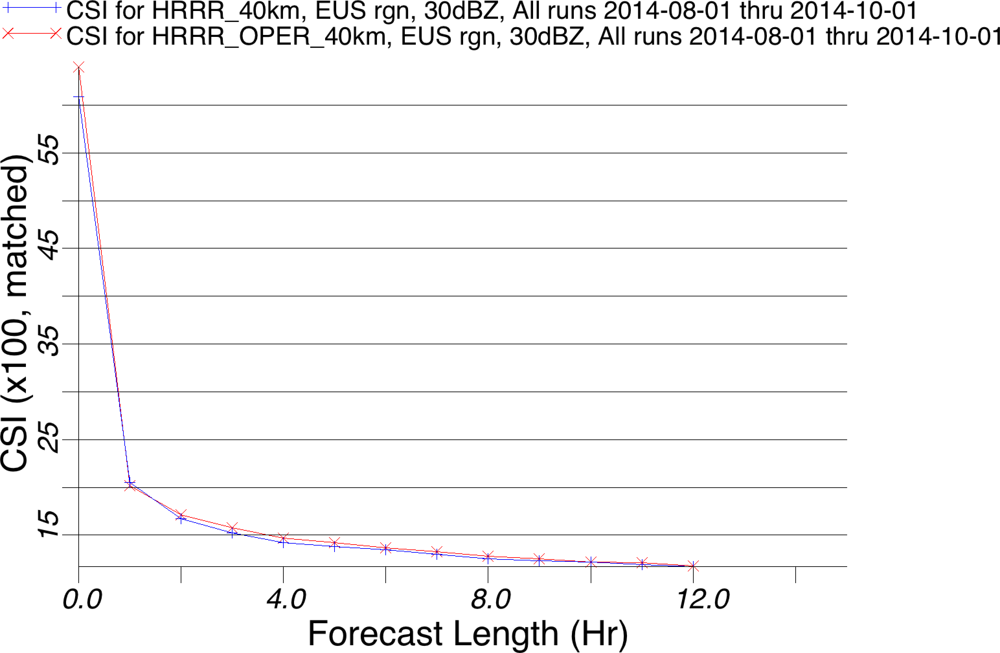 CSI for HRRR_40km, EUS rgn, 30dBZ, All runs 2014-08-01 thru 2014-10-01
CSI for HRRR_OPER_40km, EUS rgn, 30dBZ, All runs 2014-08-01 thru 2014-10-01
CSI (x100, matched)
55
45
35
25
15
0.0 4.0 8.0 12.0
Forecast Length (Hr)